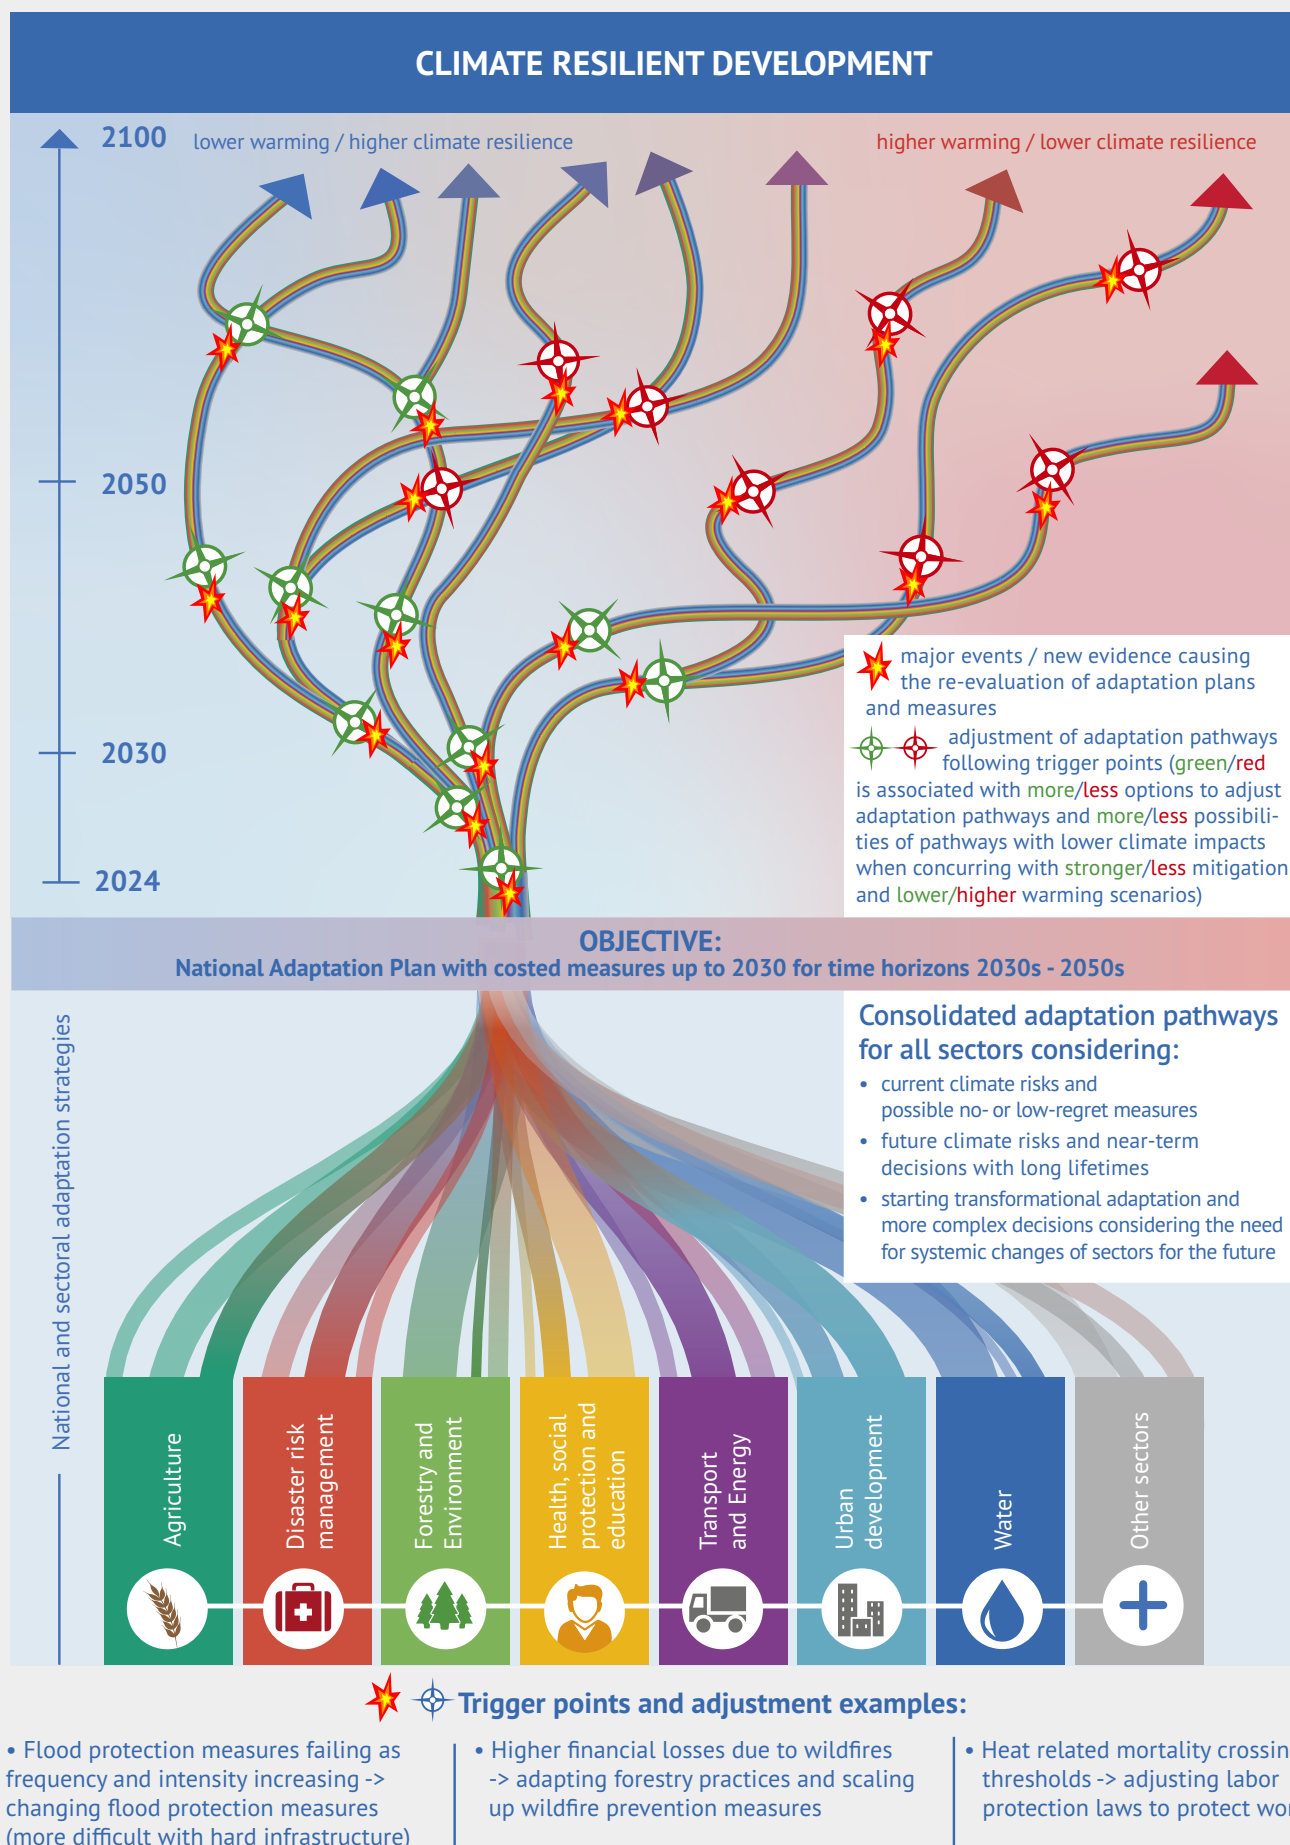 CLIMATE RESILIENT DEVELOPMENT
2100
lower warming / higher climate resilience
higher warming / lower climate resilience
2050
2030
2024
major events / new evidence causing
the re-evaluation of adaptation plans
and measures
adjustment of adaptation pathways
following trigger points (green/red
is associated with more/less options to adjust
adaptation pathways and more/less possibili-
ties of pathways with lower climate impacts
when concurring with stronger/less mitigation
and lower/higher warming scenarios)
OBJECTIVE:
National Adaptation Plan with costed measures up to 2030 for time horizons 2030s - 2050s
National and sectoral adaptation strategies
Consolidated adaptation pathways
for all sectors considering:
• current climate risks and
possible no- or low-regret measures
• future climate risks and near-term
decisions with long lifetimes
• starting transformational adaptation and
more complex decisions considering the need
for systemic changes of sectors for the future
Agriculture
Disaster risk
management
Forestry and
Environment
Health, social
protection and
education
Transport
and Energy
Urban
development
Water
Other sectors
Trigger points and adjustment examples:
• Flood protection measures failing as
frequency and intensity increasing ->
changing flood protection measures
(more difficult with hard infrastructure)
• Higher financial losses due to wildfires
-> adapting forestry practices and scaling
up wildfire prevention measures
• Heat related mortality crossin
thresholds -> adjusting labor
protection laws to protect wo